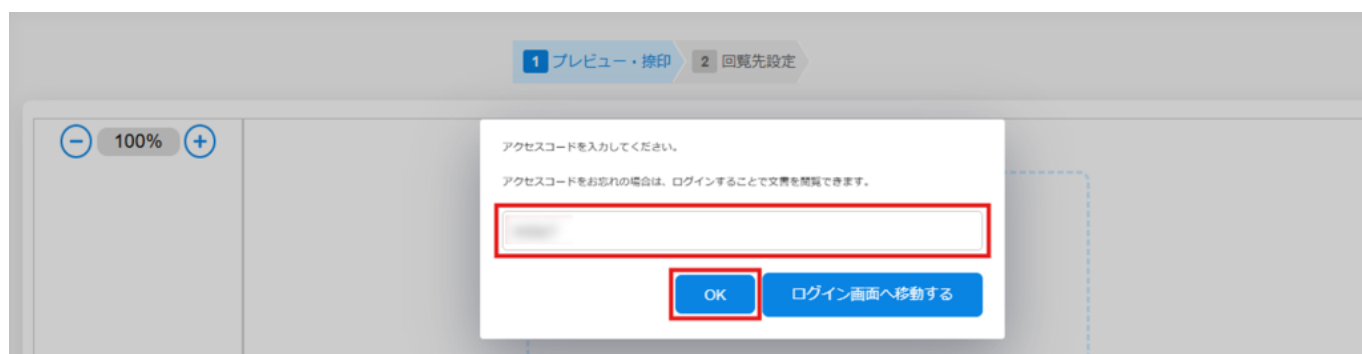 1 プレビュー・捺印 2 回覧先設定
100%
アクセスコードを入力してください。
アクセスコードをお忘れの場合は、ログインすることで文書を閲覧できます。
OK ログイン画面へ移動する